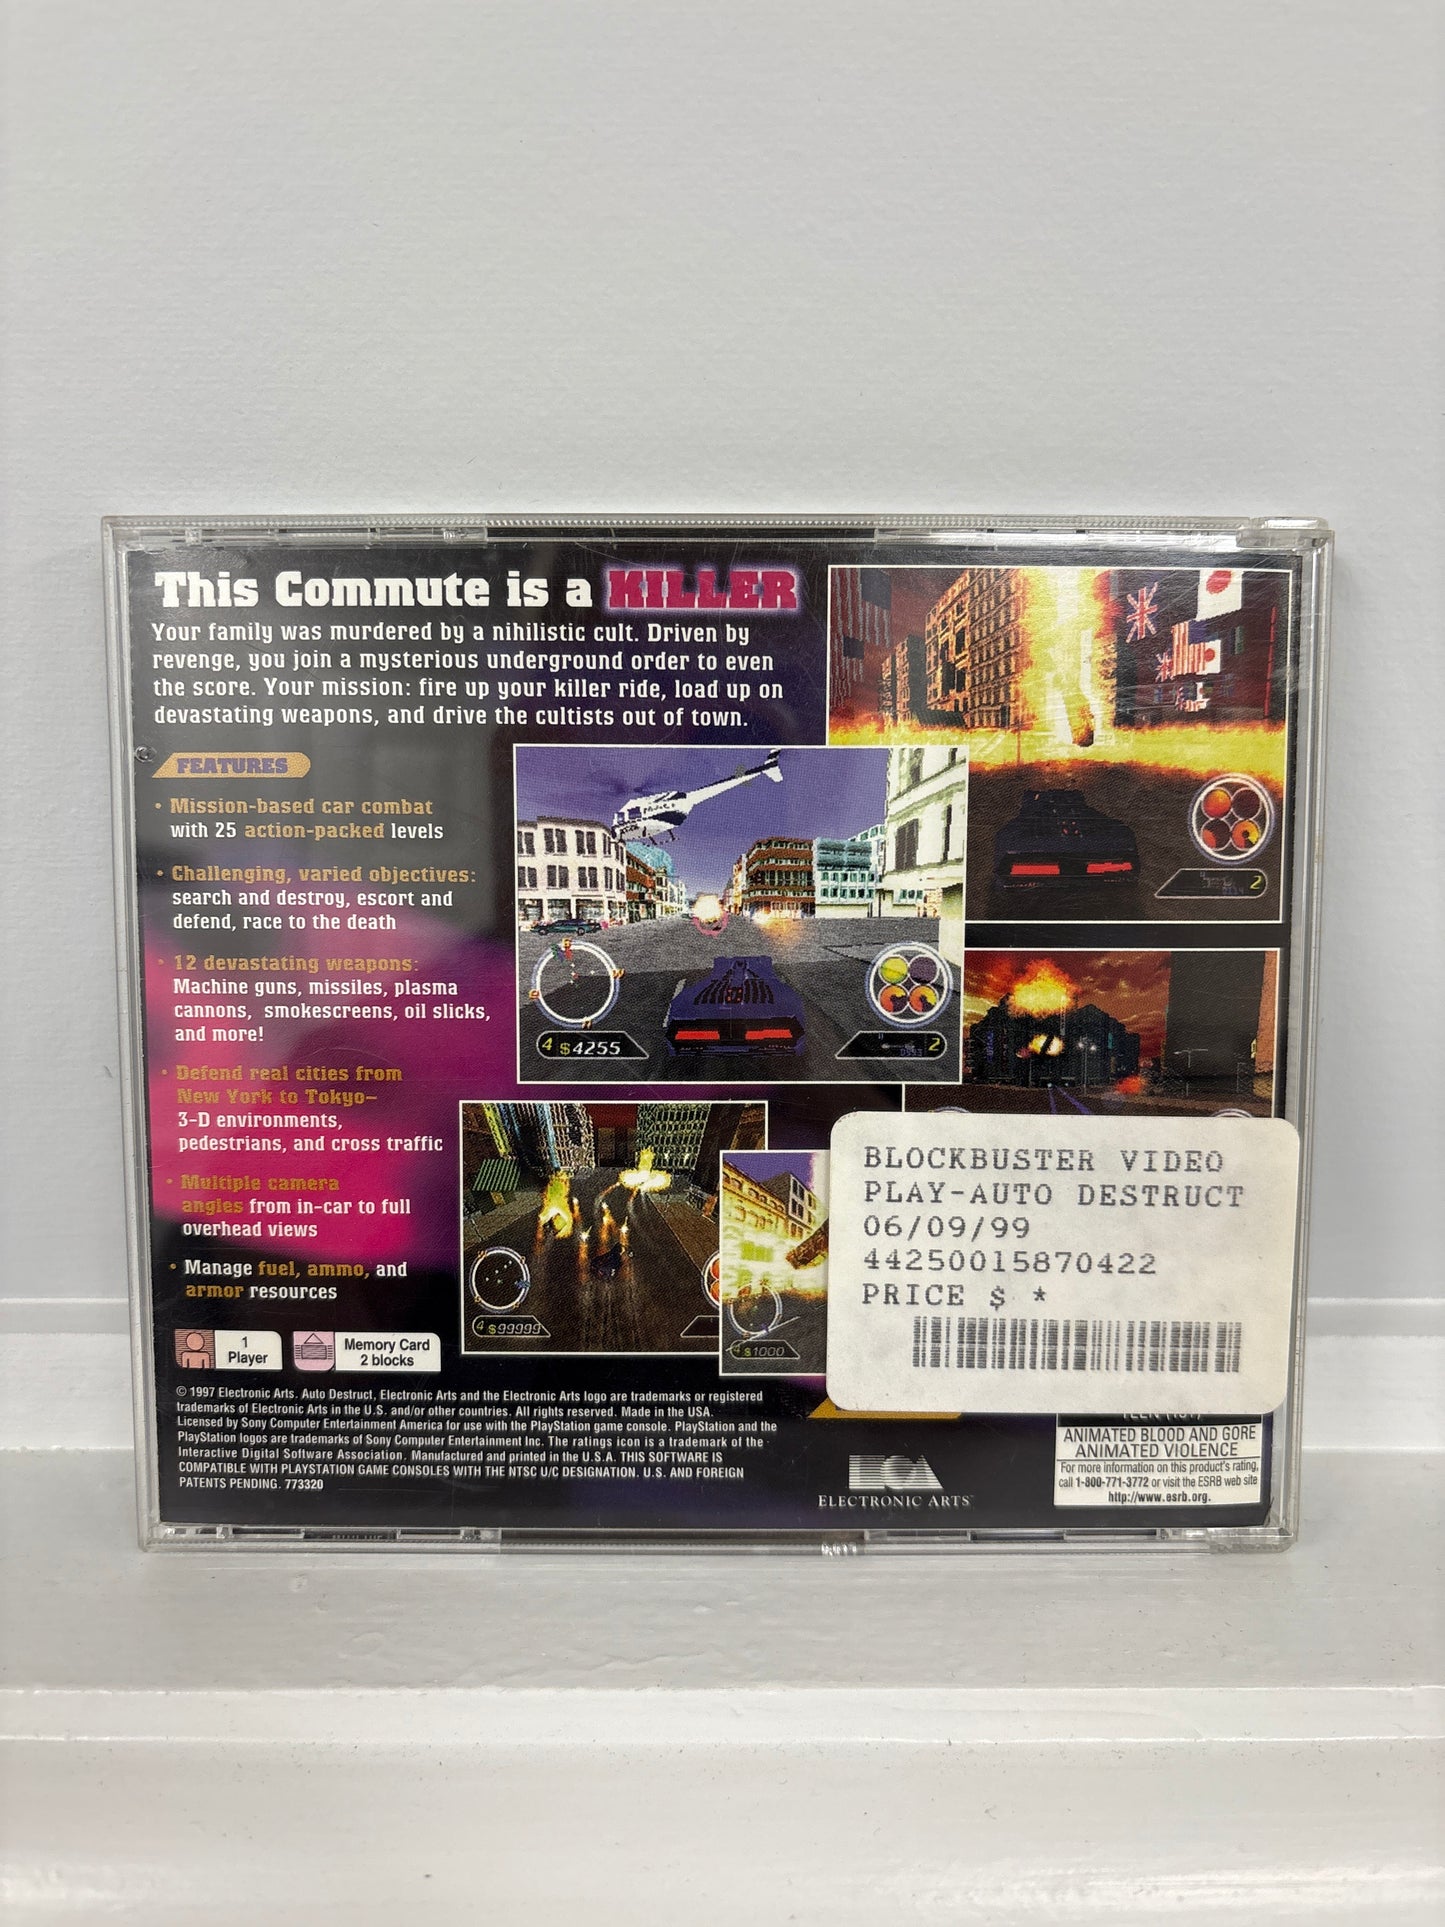 This Commute is a KILLER
Your family was murdered by a nihilistic cult. Driven by
revenge, you join a mysterious underground order to even
the score. Your mission: fire up your killer ride, load up on
devastating weapons, and drive the cultists out of town.
FEATURES
• Mission-based car combat
with 25 action-packed levels
• Challenging, varied objectives:
search and destroy, escort and
defend, race to the death
• 12 devastating weapons:
Machine guns, missiles, plasma
cannons, smokescreens, oil slicks,
and more!
• Defend real cities from
New York to Tokyo–
3-D environments,
pedestrians, and cross traffic
• Multiple camera
angles from in-car to full
overhead views
• Manage fuel, ammo, and
armor resources
2
4 $4255
2
4 $99999
4 $1000
1
Player
Memory Card
2 blocks
BLOCKBUSTER VIDEO
PLAY-AUTO DESTRUCT
06/09/99
44250015870422
PRICE $ *
© 1997 Electronic Arts. Auto Destruct, Electronic Arts and the Electronic Arts logo are trademarks or registered
trademarks of Electronic Arts in the U.S. and/or other countries. All rights reserved. Made in the USA.
Licensed by Sony Computer Entertainment America for use with the PlayStation game console. PlayStation and the
PlayStation logos are trademarks of Sony Computer Entertainment Inc. The ratings icon is a trademark of the
Interactive Digital Software Association. Manufactured and printed in the U.S.A. THIS SOFTWARE IS
COMPATIBLE WITH PLAYSTATION GAME CONSOLES WITH THE NTSC U/C DESIGNATION. U.S. AND FOREIGN
PATENTS PENDING. 773320
EA
ELECTRONIC ARTS™
ANIMATED BLOOD AND GORE
ANIMATED VIOLENCE
For more information on this product's rating,
call 1-800-771-3772 or visit the ESRB web site
http://www.esrb.org.